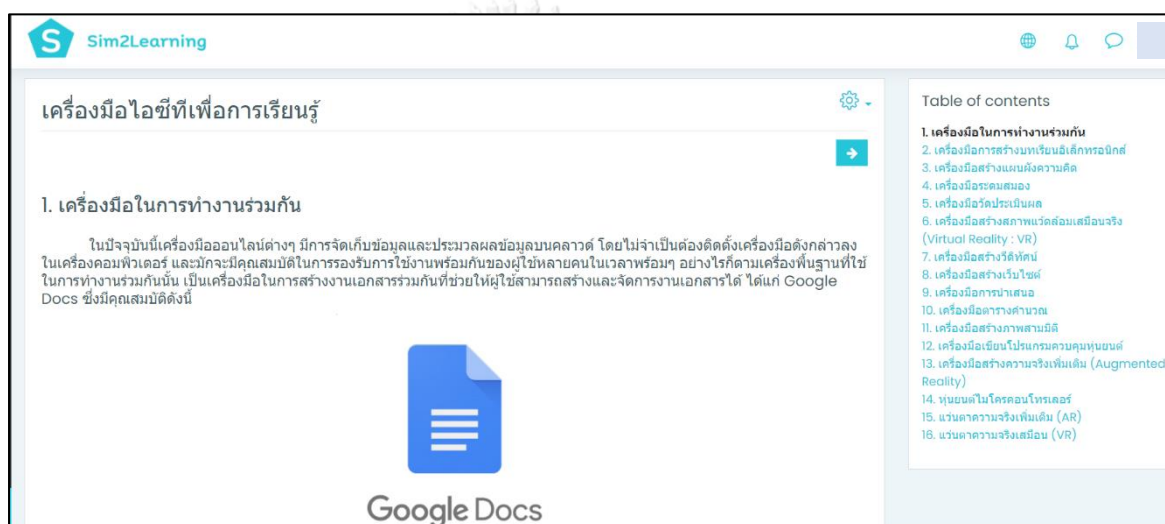 Sim2Learning
เครื่องมือไอซีทีเพื่อการเรียนรู้
1. เครื่องมือในการทำงานร่วมกัน
ในปัจจุบันนี้เครื่องมือออนไลน์ต่างๆ มีการจัดเก็บข้อมูลและประมวลผลข้อมูลบนคลาวด์ โดยไม่จำเป็นต้องติดตั้งเครื่องมือดังกล่าวลง
ในเครื่องคอมพิวเตอร์ และมักจะมีคุณสมบัติในการรองรับการใช้งานพร้อมกันของผู้ใช้หลายคนในเวลาพร้อมๆ อย่างไรก็ตามเครื่องพื้นฐานที่ใช้
ในการทำงานร่วมกันนั้น เป็นเครื่องมือในการสร้างงานเอกสารร่วมกันที่ช่วยให้ผู้ใช้สามารถสร้างและจัดการงานเอกสารได้ ได้แก่ Google
Docs ซึ่งมีคุณสมบัติดังนี้
Google Docs
Table of contents
1. เครื่องมือในการทำงานร่วมกัน
2. เครื่องมือการสร้างบทเรียนอิเล็กทรอนิกส์
3. เครื่องมือสร้างแผนผังความคิด
4. เครื่องมือระดมสมอง
5. เครื่องมือวัดประเมินผล
6. เครื่องมือสร้างสภาพแวดล้อมเสมือนจริง
(Virtual Reality : VR)
7. เครื่องมือสร้างวีดิทัศน์
8. เครื่องมือสร้างเว็บไซต์
9. เครื่องมือการนำเสนอ
10. เครื่องมือตารางคำนวณ
11. เครื่องมือสร้างภาพสามมิติ
12. เครื่องมือเขียนโปรแกรมควบคุมหุ่นยนต์
13. เครื่องมือสร้างความจริงเพิ่มเติม (Augmented
Reality)
14. หุ่นยนต์ไมโครคอนโทรเลอร์
15. แว่นตาความจริงเพิ่มเติม (AR)
16. แว่นตาความจริงเสมือน (VR)